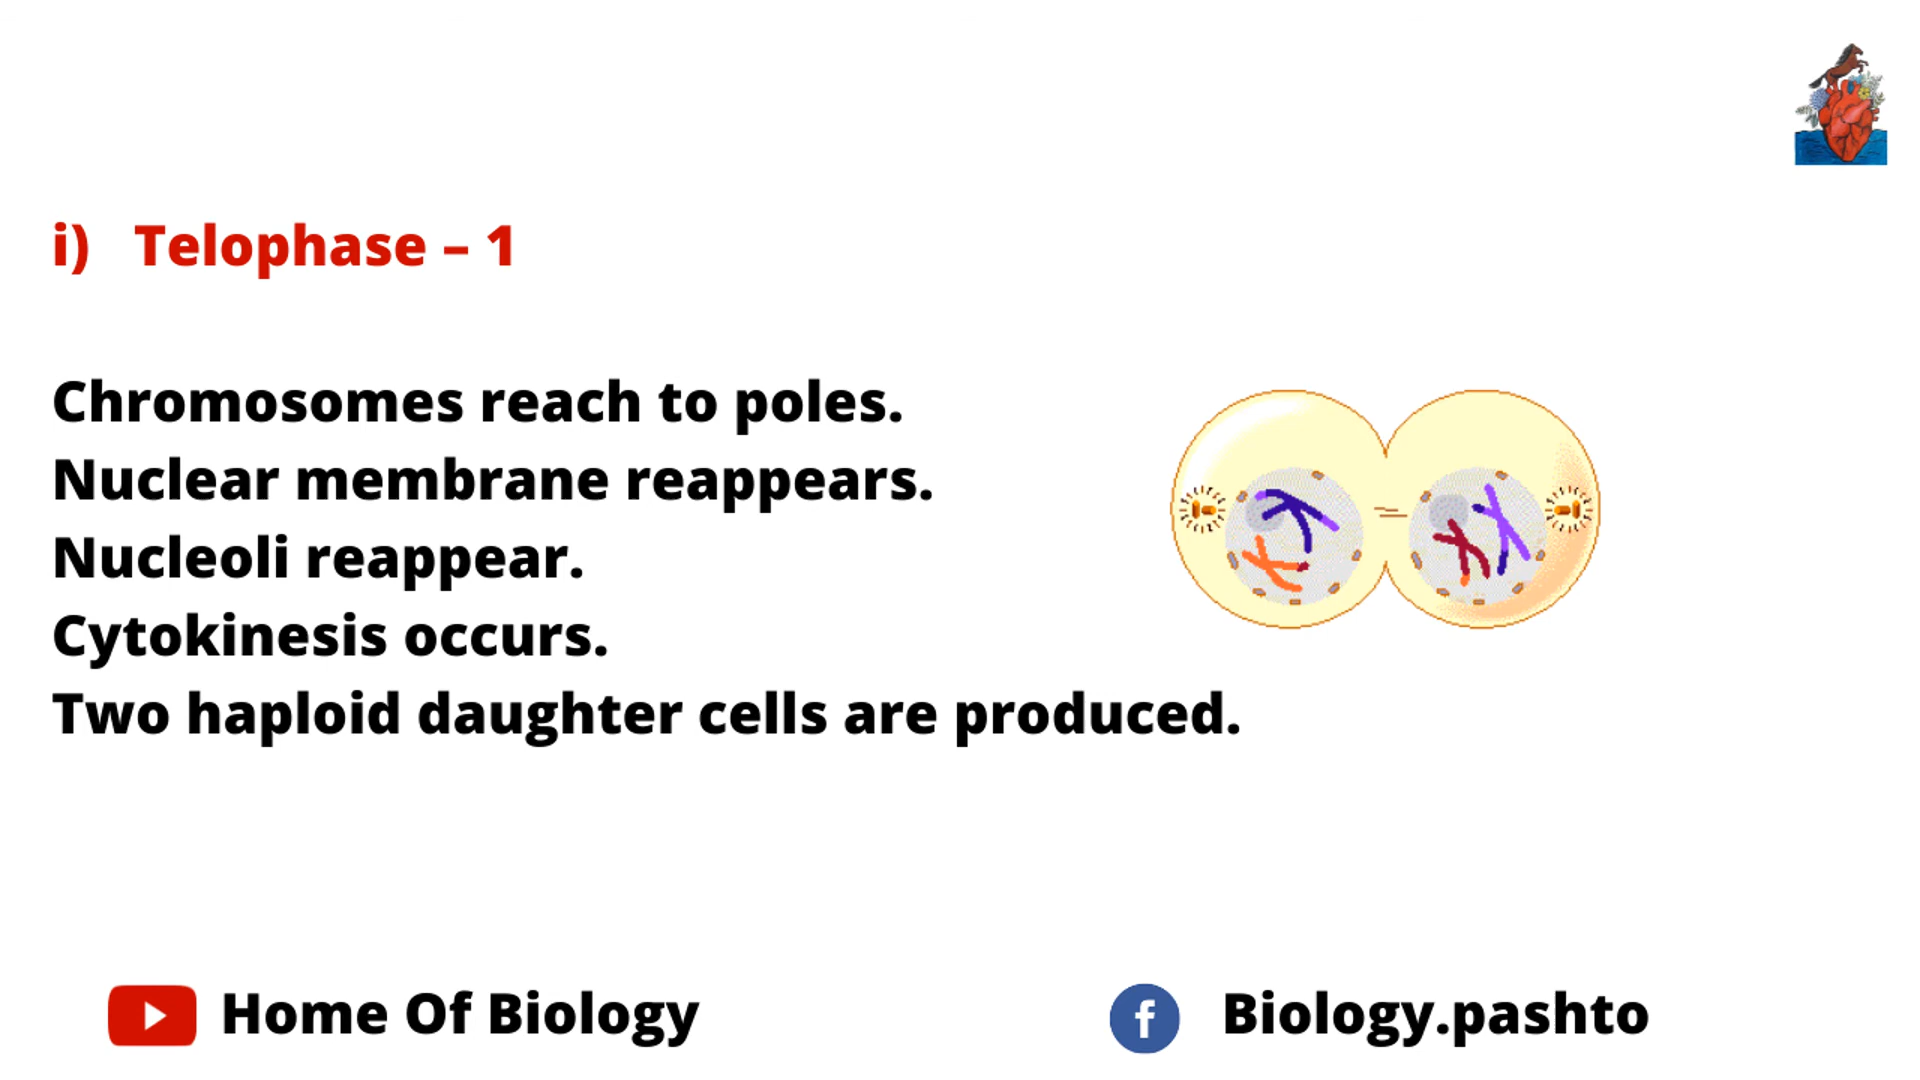 i) Telophase – 1
Chromosomes reach to poles.
Nuclear membrane reappears.
Nucleoli reappear.
Cytokinesis occurs.
Two haploid daughter cells are produced.
Home Of Biology
Biology.pashto